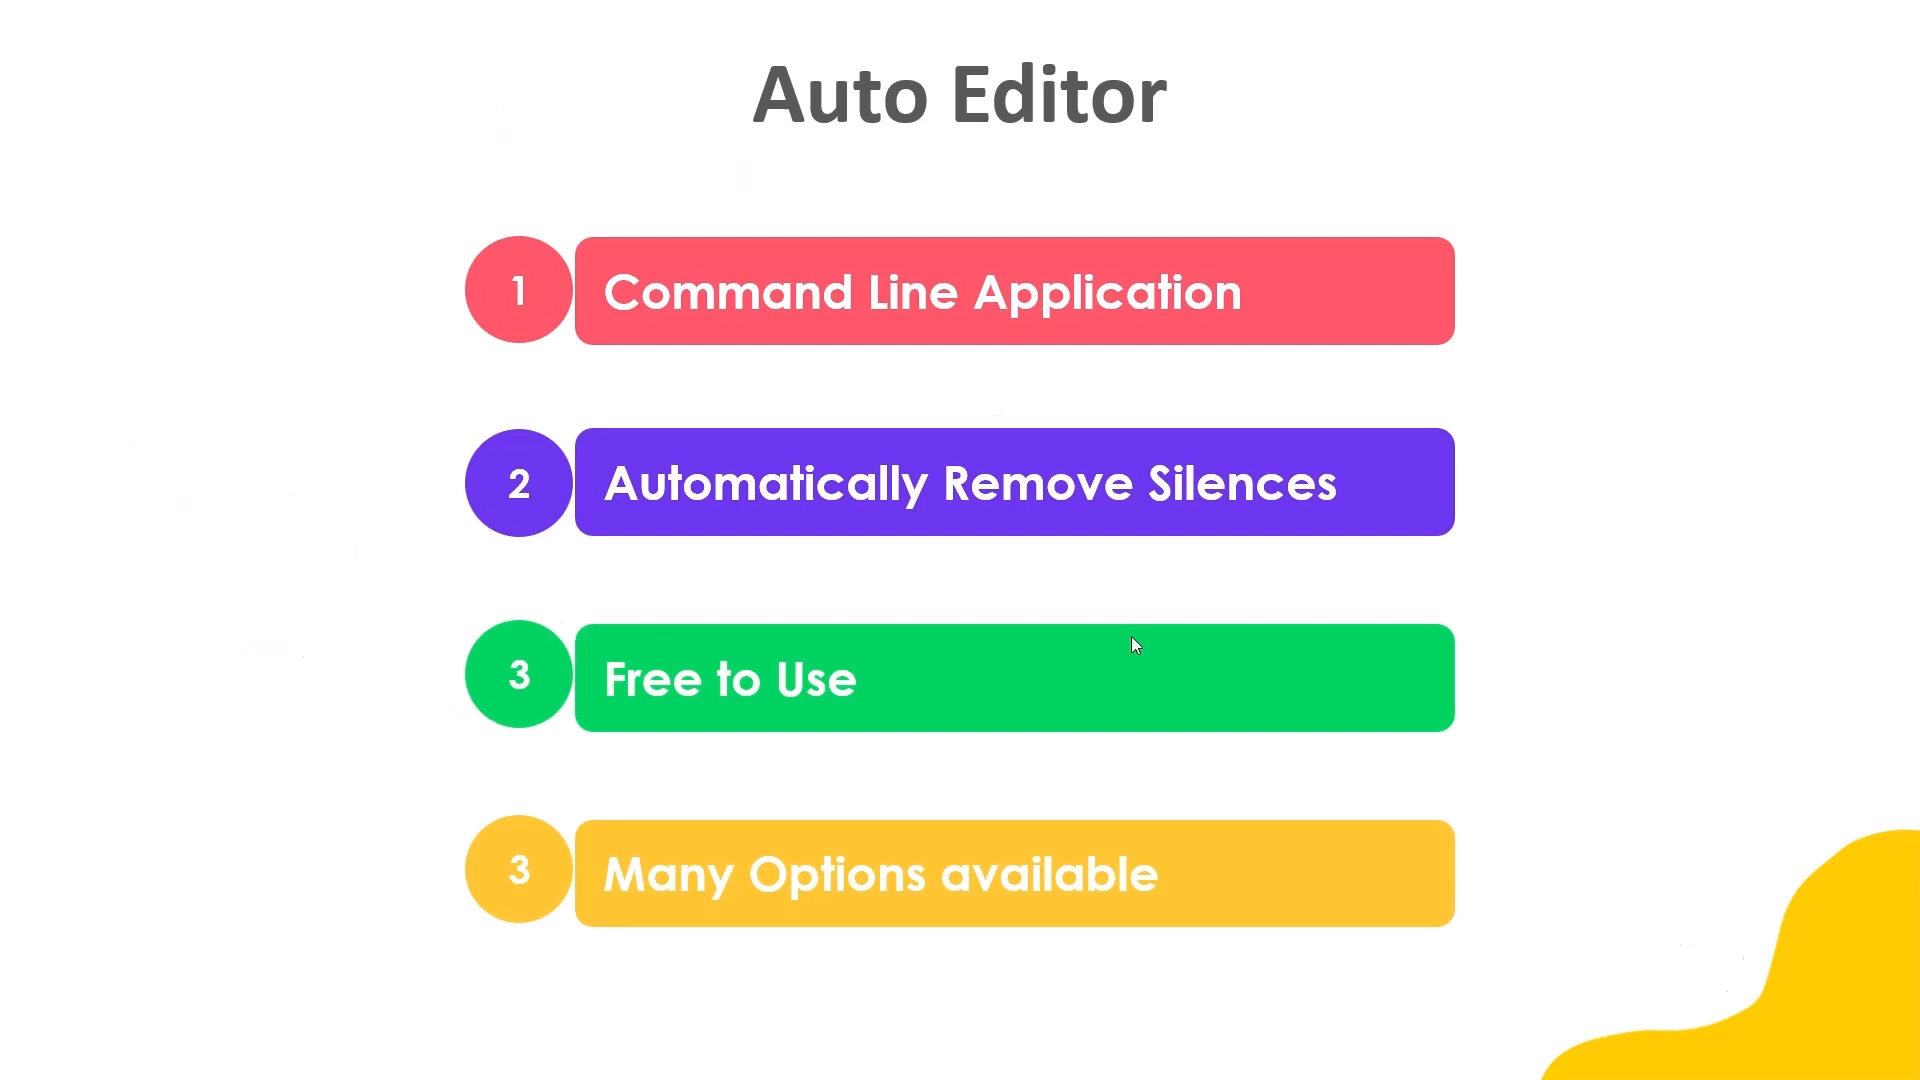 Auto Editor
1 Command Line Application
2 Automatically Remove Silences
3 Free to Use
3 Many Options available